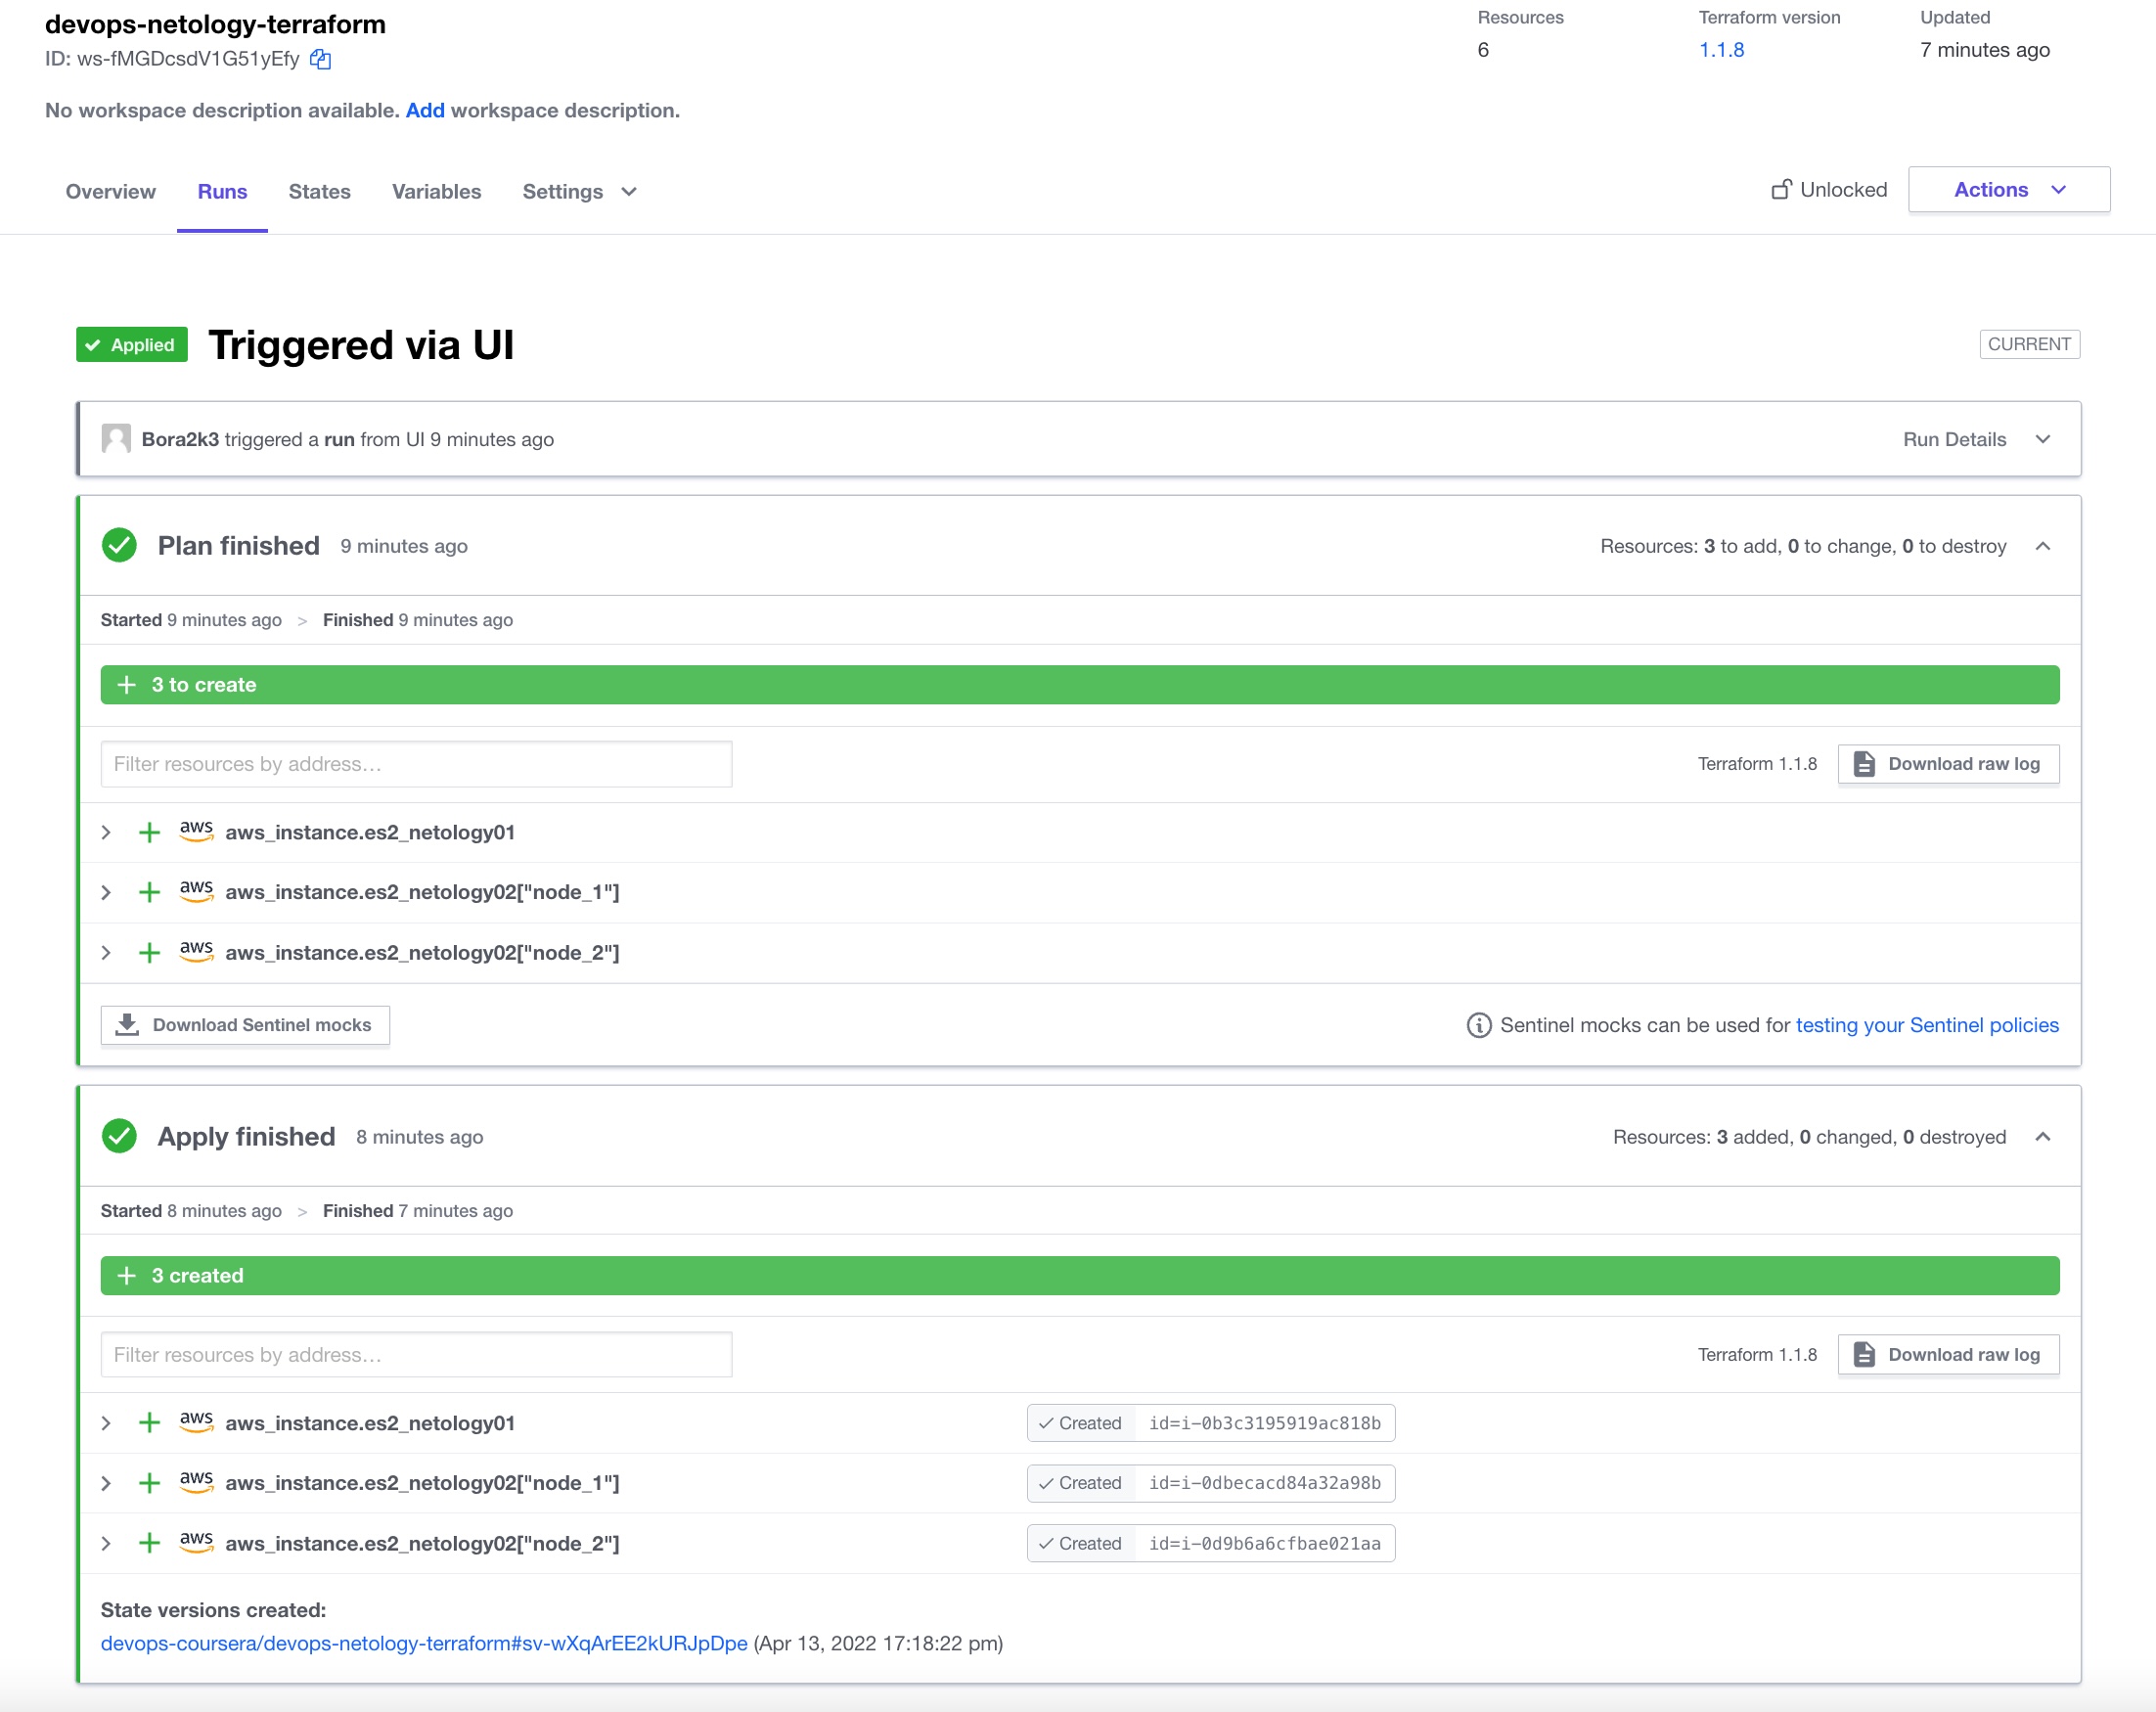 devops-netology-terraform
ID: ws-fMGDcsdV1G51yEfy
Resources
6
Terraform version
1.1.8
Updated
7 minutes ago
No workspace description available. Add workspace description.
Overview Runs States Variables Settings
Unlocked
Actions
Applied
Triggered via UI
CURRENT
Bora2k3 triggered a run from UI 9 minutes ago
Run Details
Plan finished 9 minutes ago
Resources: 3 to add, 0 to change, 0 to destroy
Started 9 minutes ago > Finished 9 minutes ago
+ 3 to create
Filter resources by address...
Terraform 1.1.8
Download raw log
> + aws aws_instance.es2_netology01
> + aws aws_instance.es2_netology02["node_1"]
> + aws aws_instance.es2_netology02["node_2"]
Download Sentinel mocks
Sentinel mocks can be used for testing your Sentinel policies
Apply finished 8 minutes ago
Resources: 3 added, 0 changed, 0 destroyed
Started 8 minutes ago > Finished 7 minutes ago
+ 3 created
Filter resources by address...
Terraform 1.1.8
Download raw log
> + aws aws_instance.es2_netology01 Created id=i-0b3c3195919ac818b
> + aws aws_instance.es2_netology02["node_1"] Created id=i-0dbecacd84a32a98b
> + aws aws_instance.es2_netology02["node_2"] Created id=i-0d9b6a6cfbae021aa
State versions created:
devops-coursera/devops-netology-terraform#sv-wXqArEE2kURJpDpe (Apr 13, 2022 17:18:22 pm)